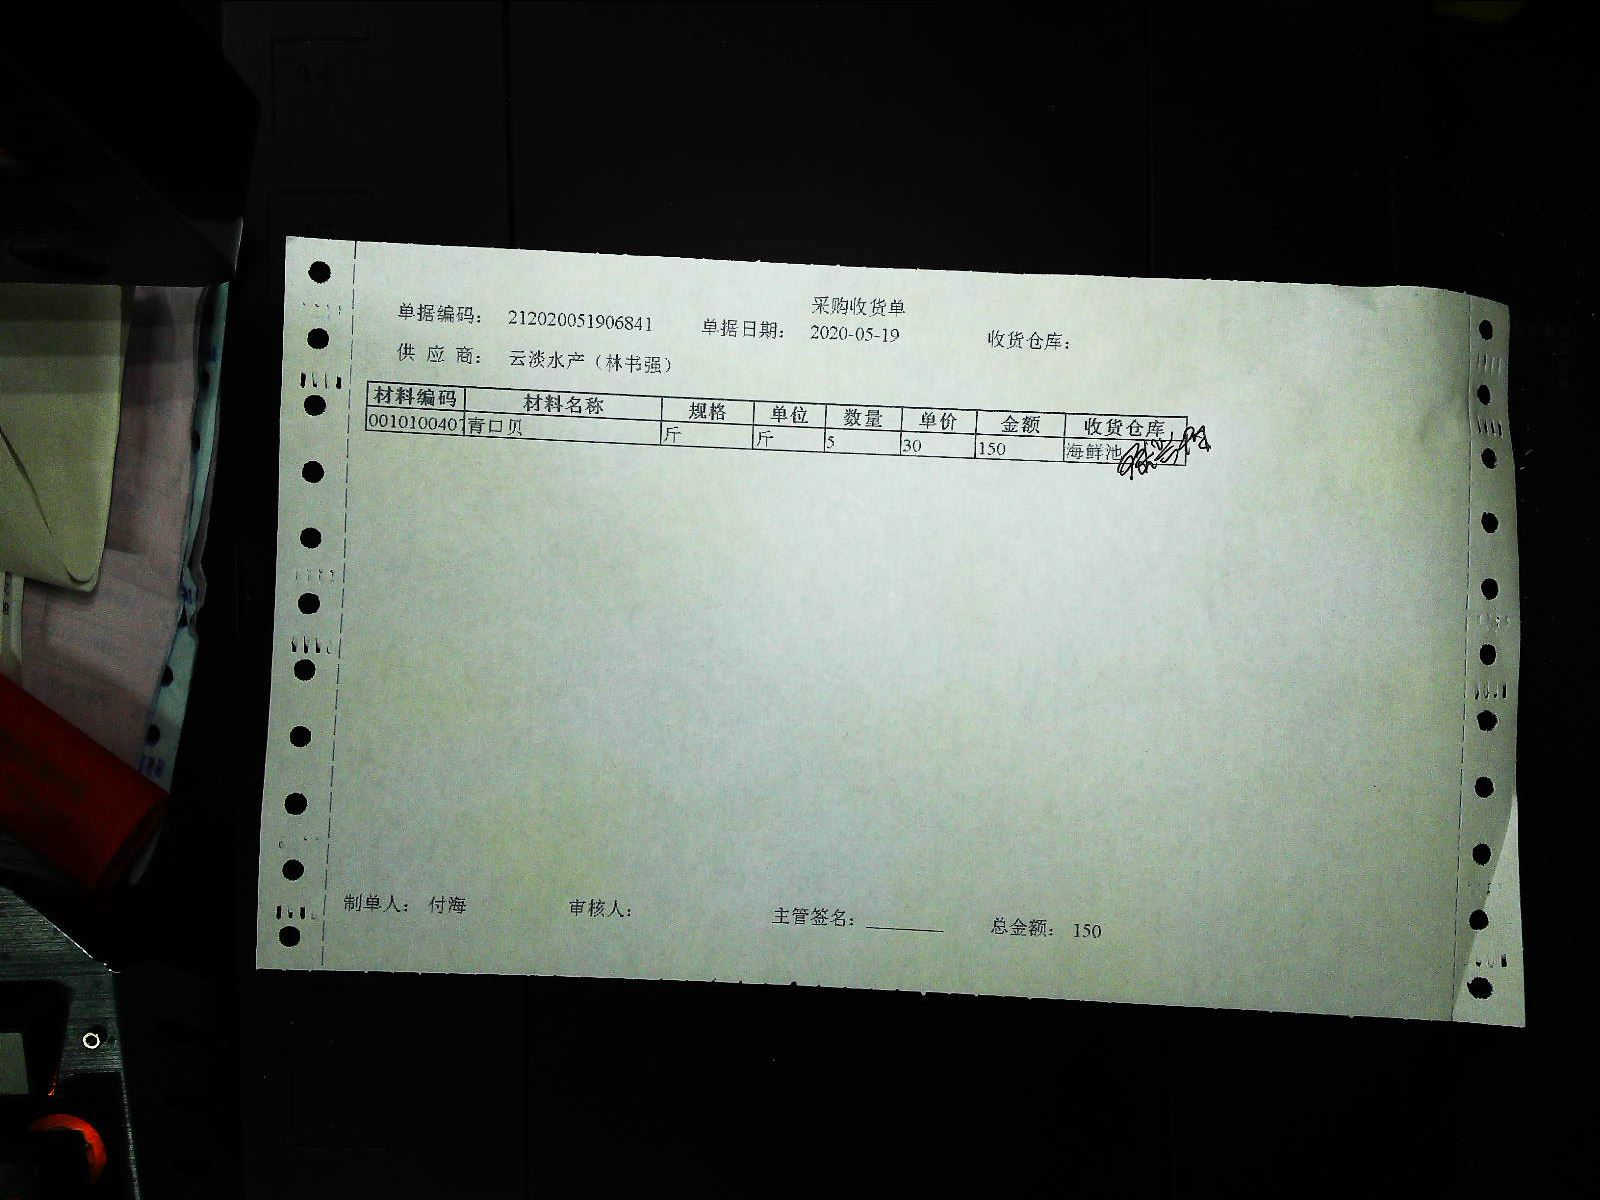 采购收货单
单据编码： 212020051906841 单据日期： 2020-05-19 收货仓库：
供 应 商： 云淡水产（林书强）
材料编码 材料名称 规格 单位 数量 单价 金额 收货仓库
0010100407 青口贝 斤 斤 5 30 150 海鲜池
制单人： 付海 审核人： 主管签名：________ 总金额： 150